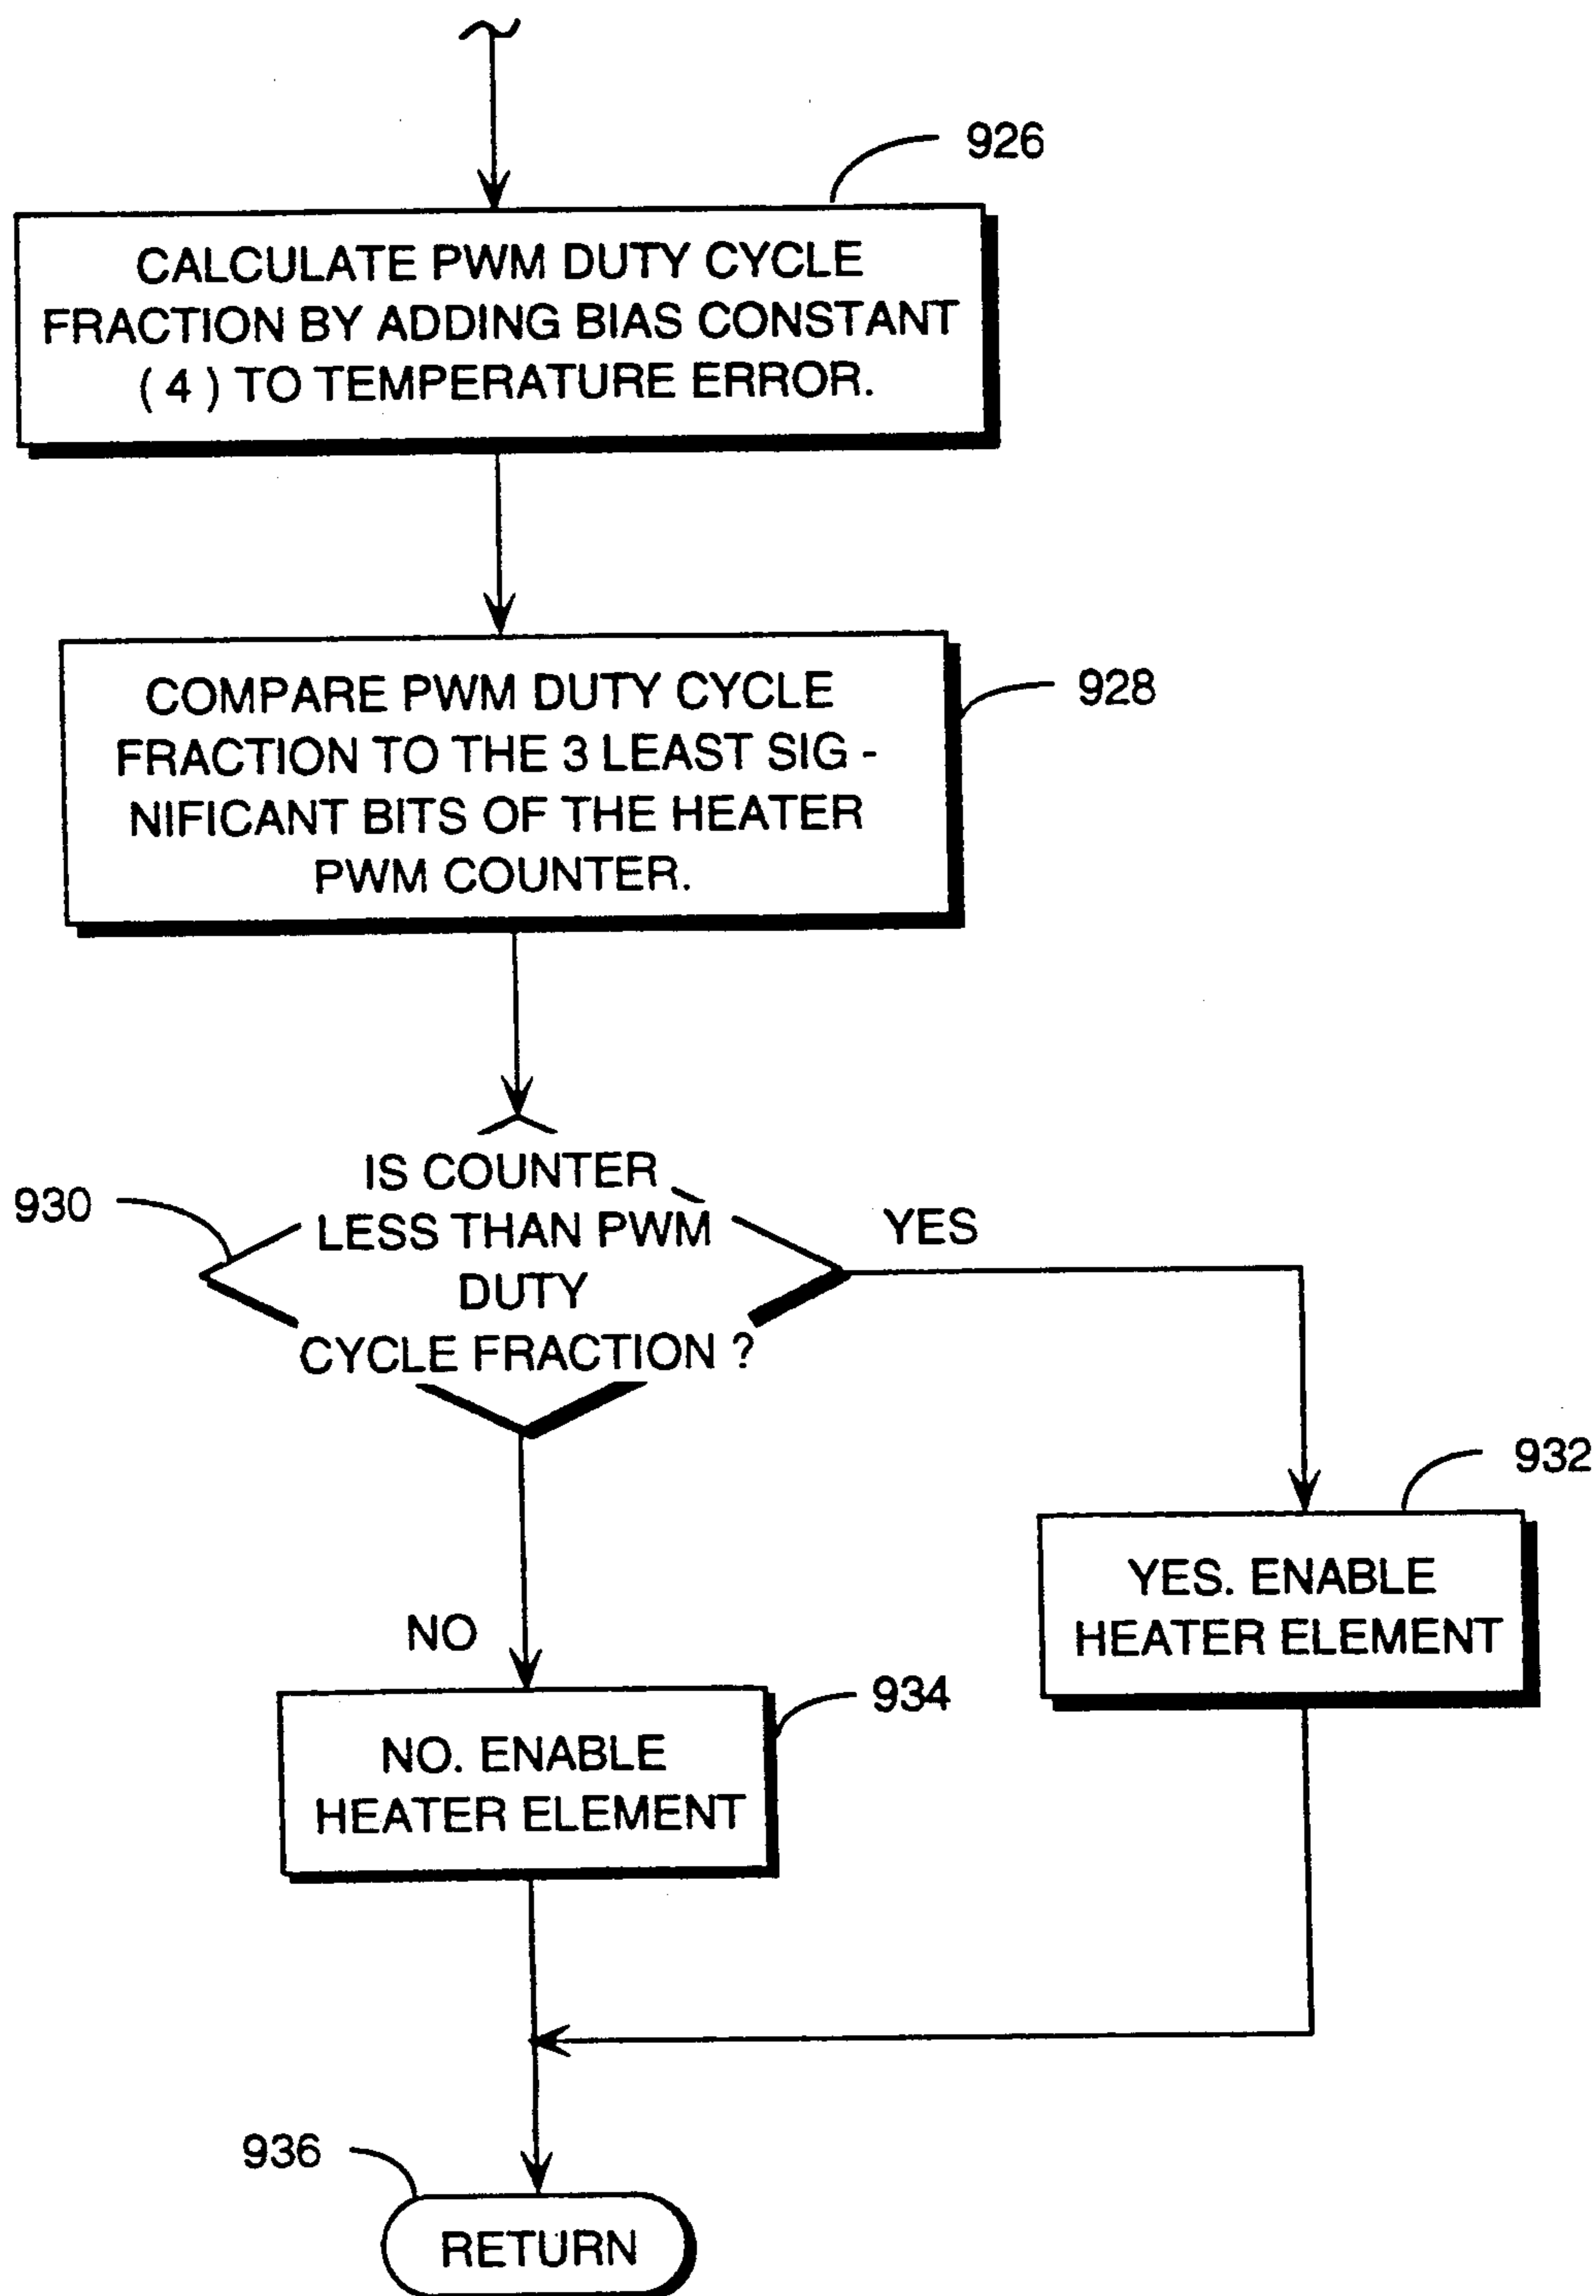 926
CALCULATE PWM DUTY CYCLE
FRACTION BY ADDING BIAS CONSTANT
( 4 ) TO TEMPERATURE ERROR.
COMPARE PWM DUTY CYCLE
FRACTION TO THE 3 LEAST SIG -
NIFICANT BITS OF THE HEATER
PWM COUNTER.
928
930
IS COUNTER
LESS THAN PWM
DUTY
CYCLE FRACTION ?
YES
932
YES. ENABLE
HEATER ELEMENT
NO
934
NO. ENABLE
HEATER ELEMENT
936
RETURN